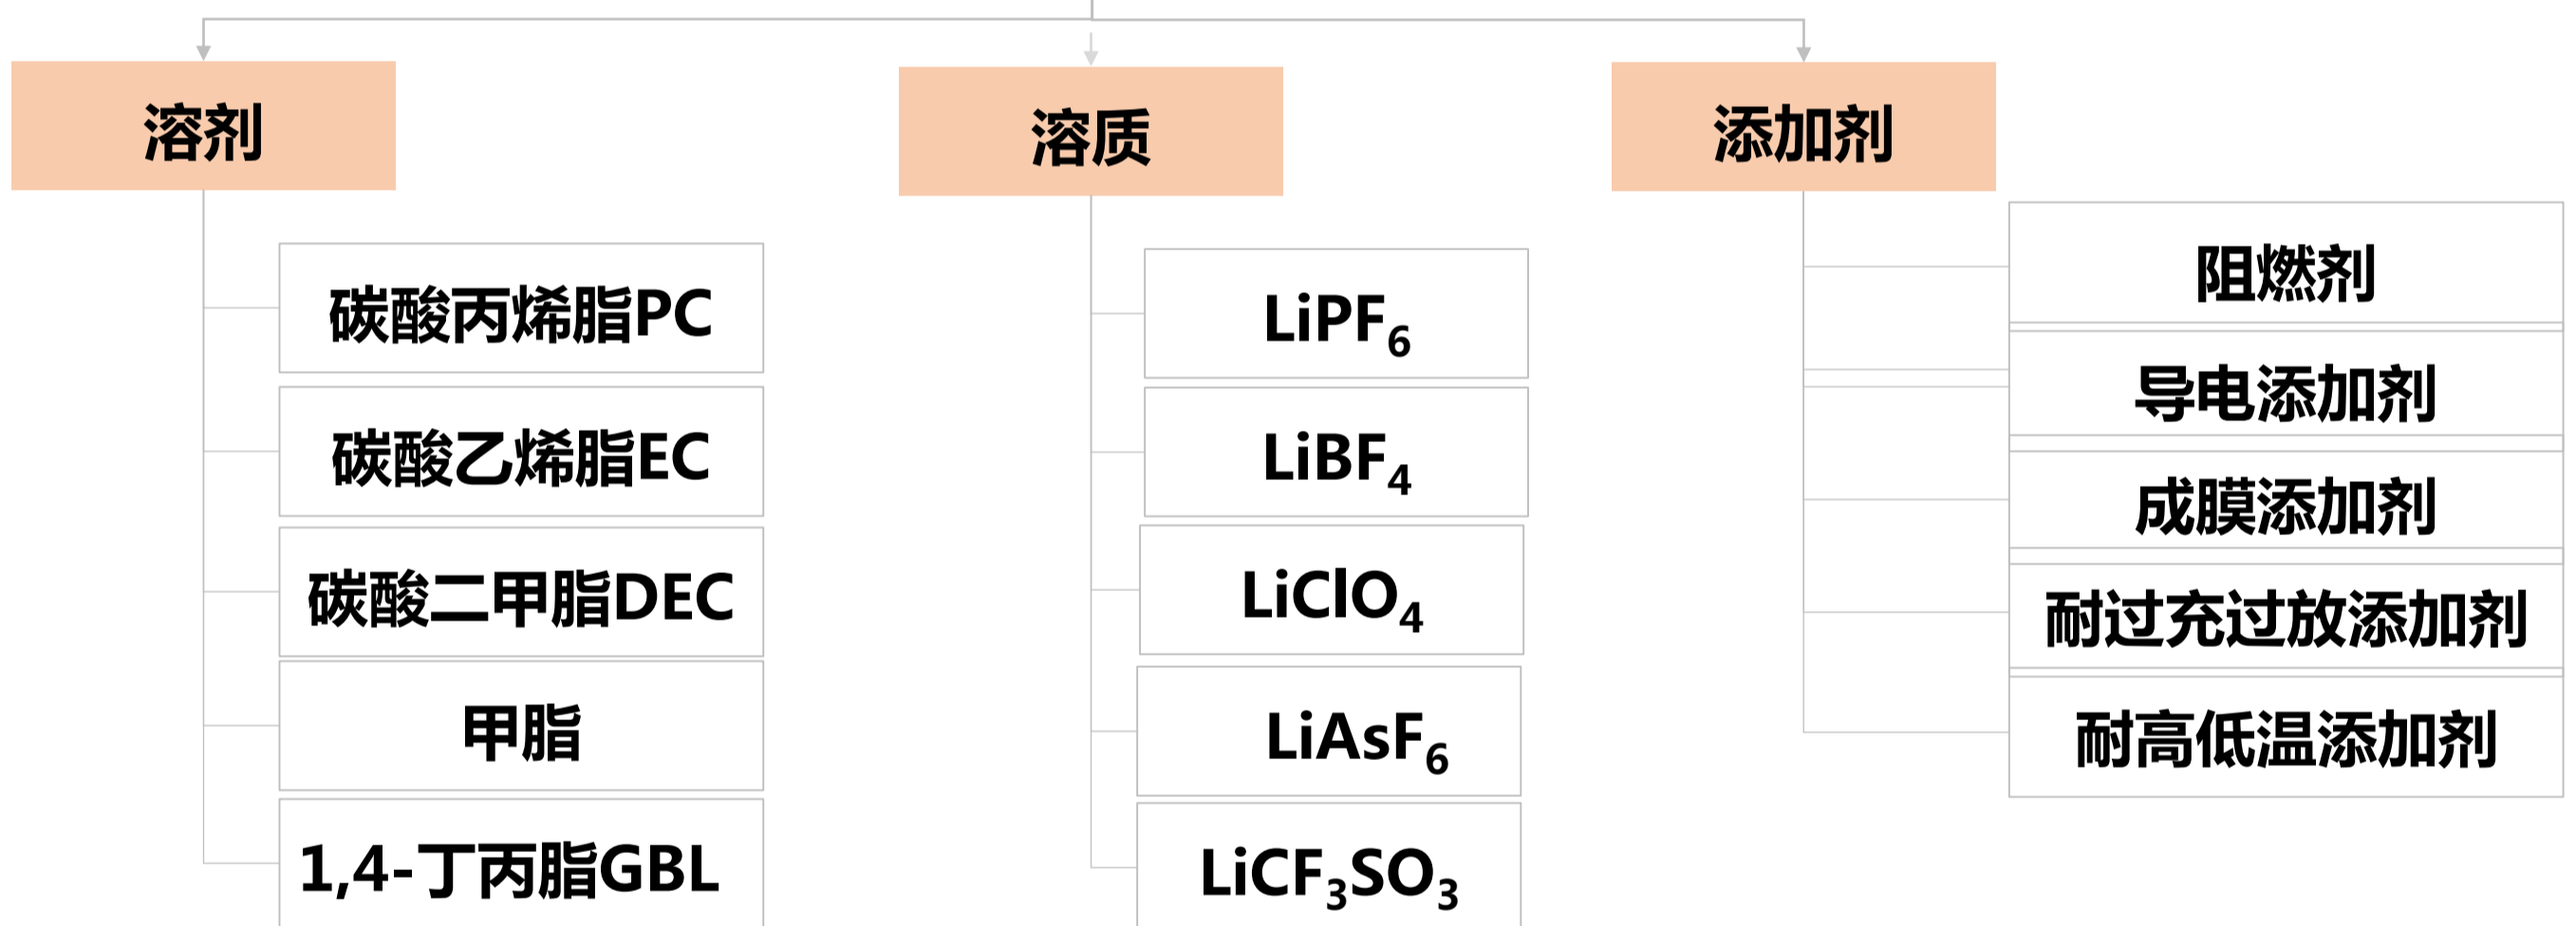 溶剂
碳酸丙烯脂PC
碳酸乙烯脂EC
碳酸二甲脂DEC
甲脂
1,4-丁丙脂GBL
溶质
LiPF₆
LiBF₄
LiClO₄
LiAsF₆
LiCF₃SO₃
添加剂
阻燃剂
导电添加剂
成膜添加剂
耐过充过放添加剂
耐高低温添加剂